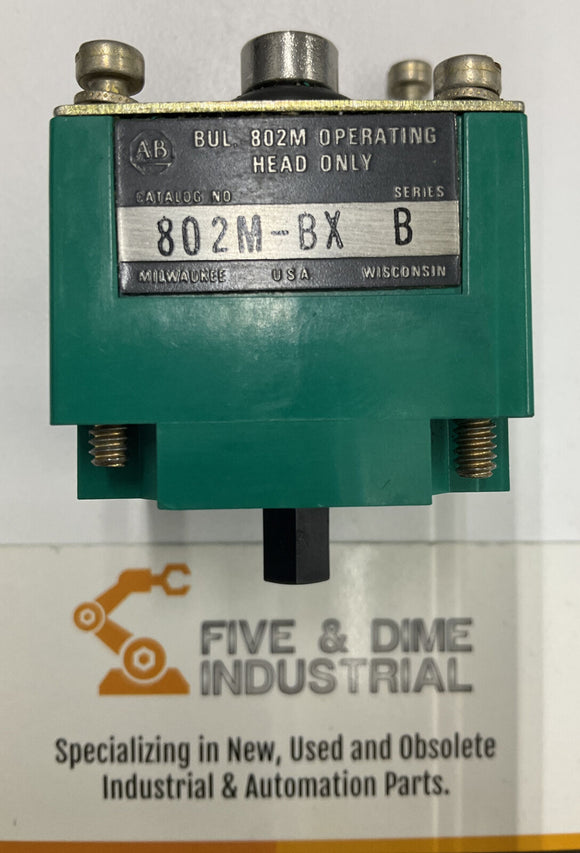 AB
BUL. 802M OPERATING
HEAD ONLY
CATALOG NO SERIES
802M-BX B
MILWAUKEE USA WISCONSIN
FIVE & DIME
INDUSTRIAL
Specializing in New, Used and Obsolete
Industrial & Automation Parts.